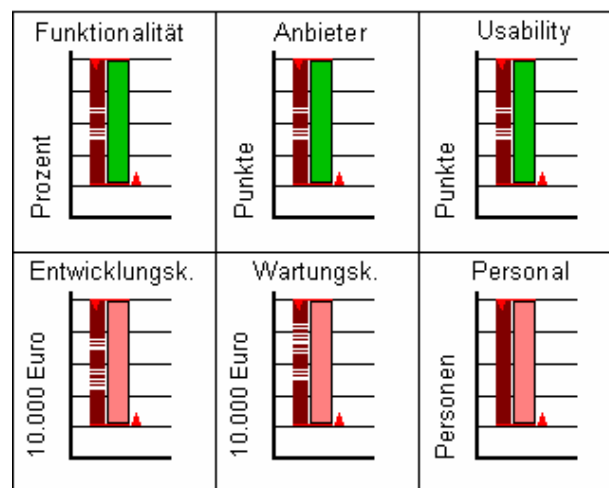 Funktionalität
Anbieter
Usability
Prozent
Punkte
Punkte
Entwicklungsk.
Wartungsk.
Personal
10.000 Euro
10.000 Euro
Personen